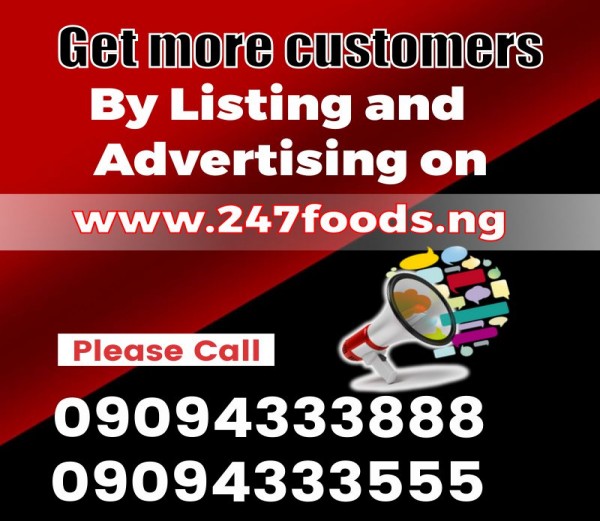 Get more customers
By Listing and
Advertising on
www.247foods.ng
Please Call
09094333888
09094333555